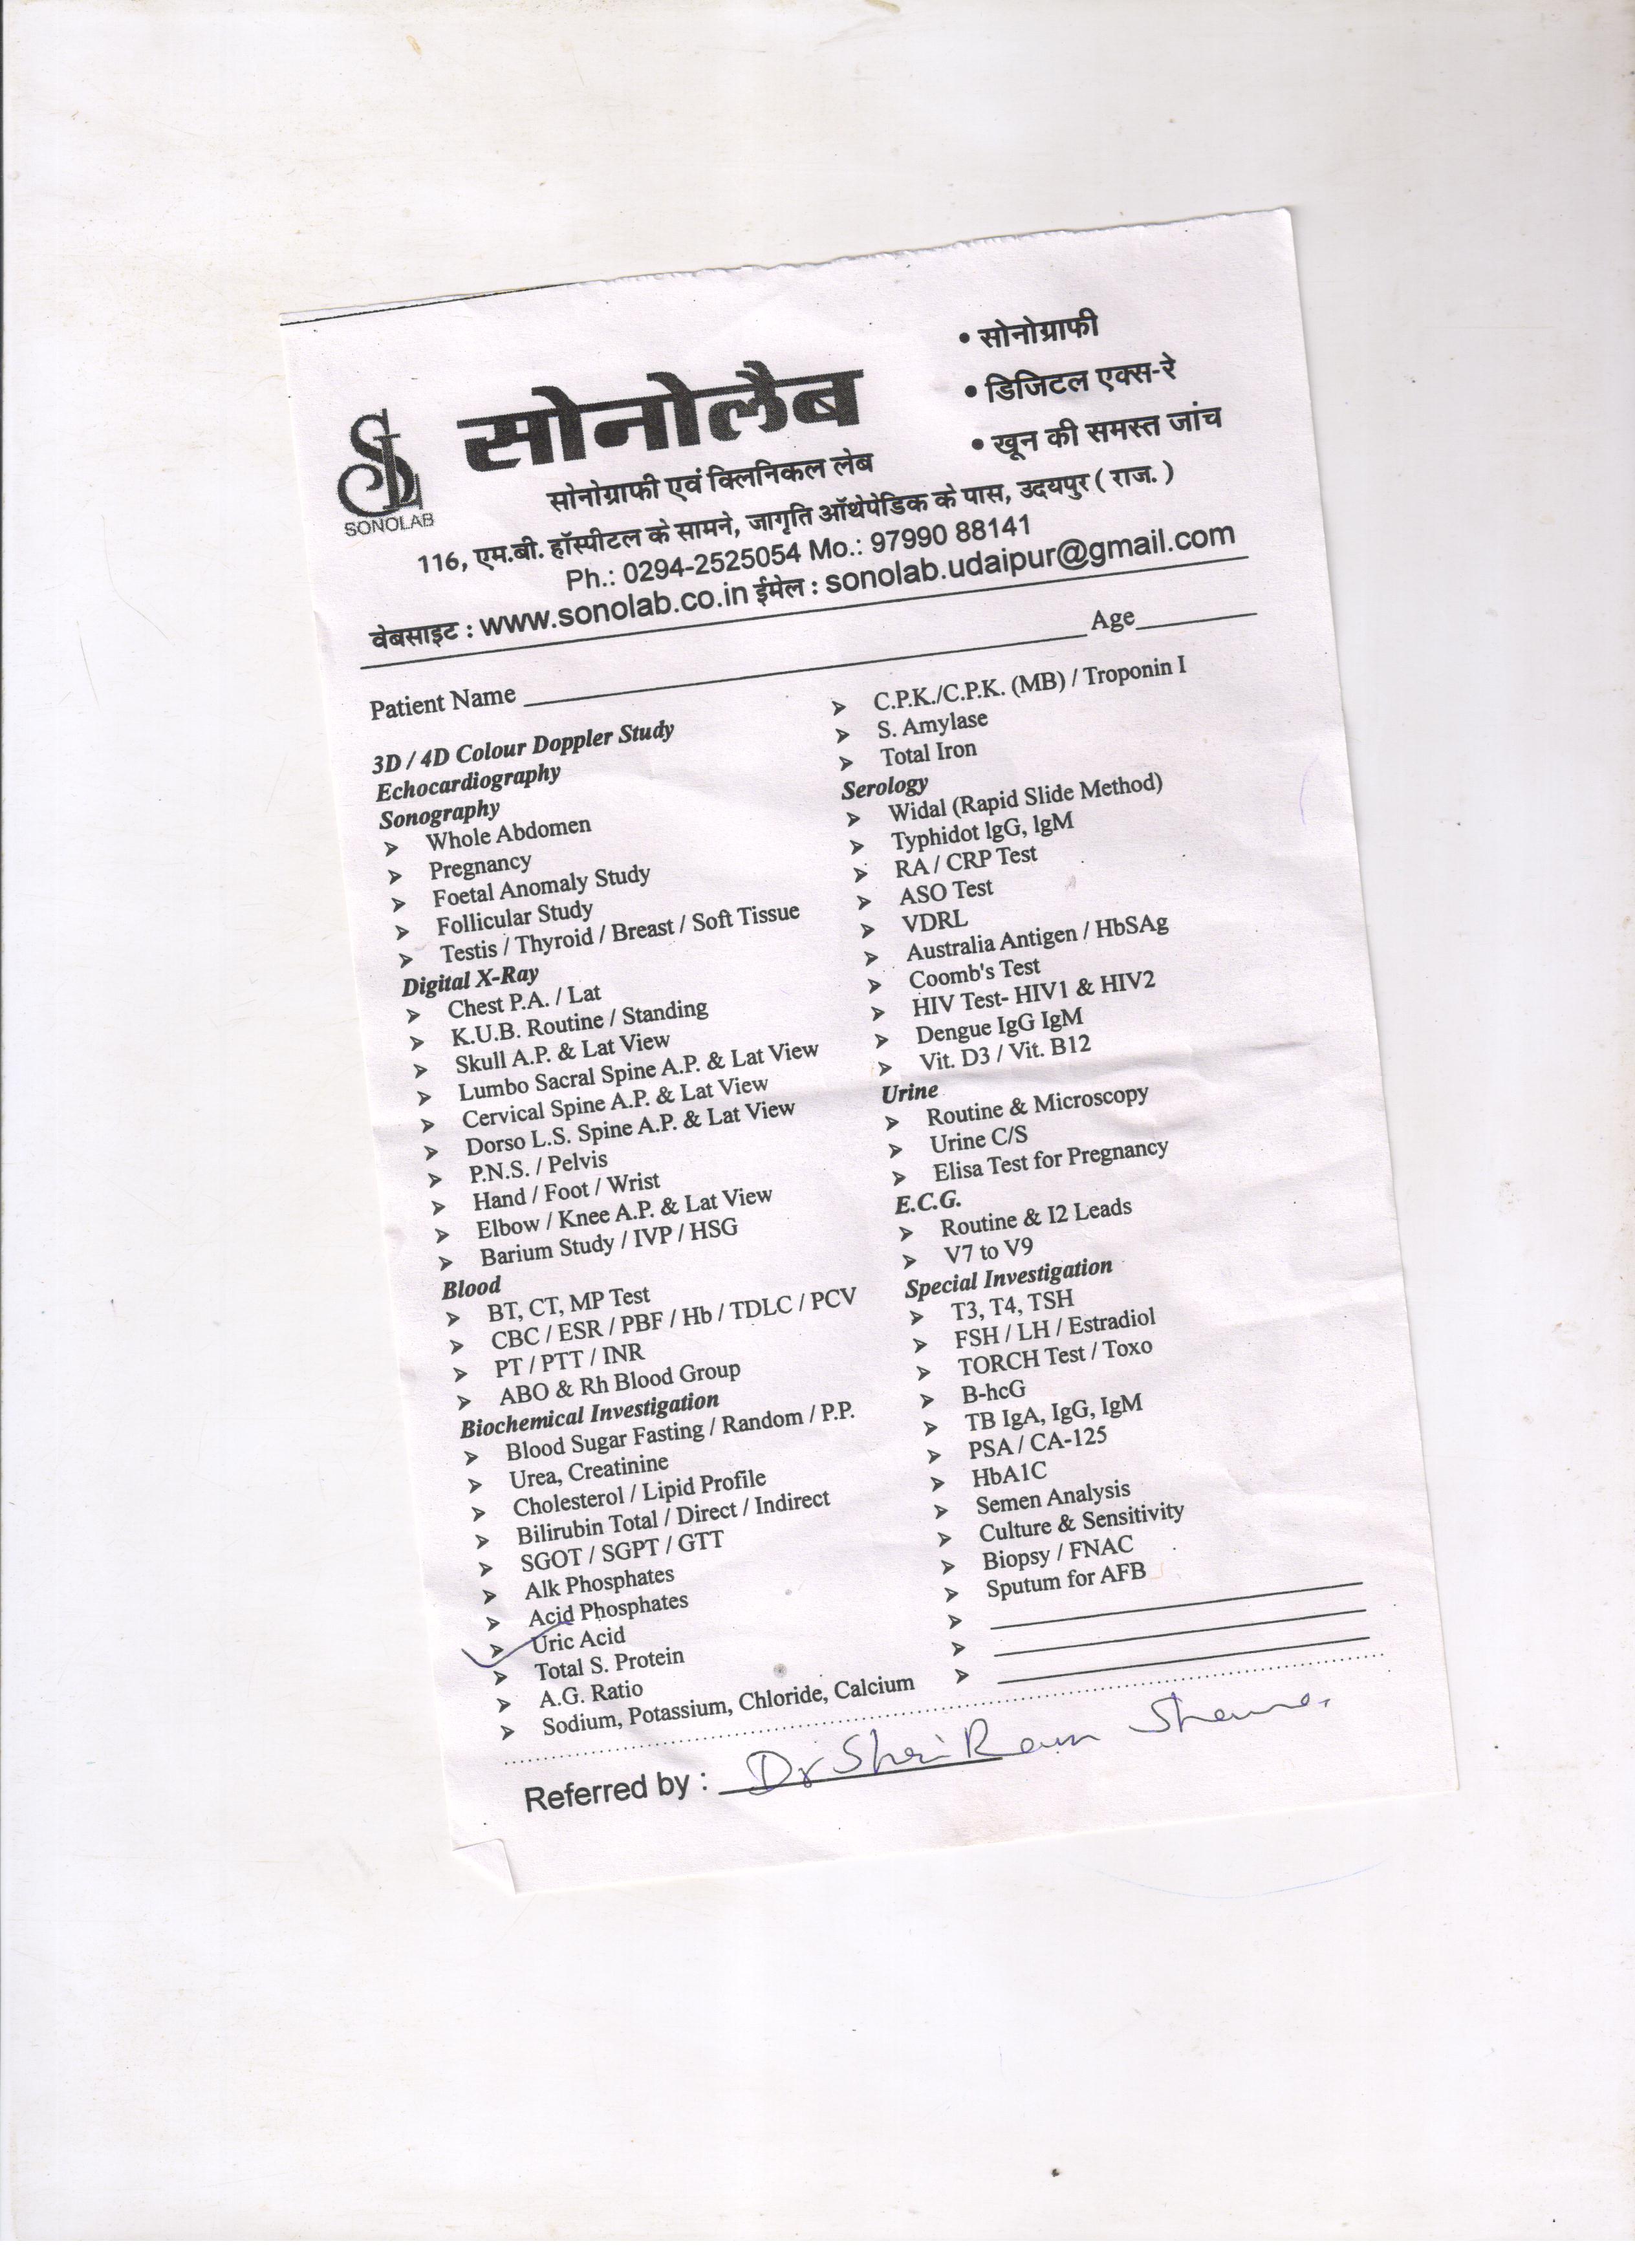 • सोनोग्राफी
• डिजिटल एक्स-रे
• खून की समस्त जांच
SL
SONOLAB
सोनोलैब
सोनोग्राफी एवं क्लिनिकल लेब
116, एम.बी. हॉस्पीटल के सामने, जागृति ऑर्थेपेडिक के पास, उदयपुर ( राज. )
Ph.: 0294-2525054 Mo.: 97990 88141
वेबसाइट : www.sonolab.co.in ईमेल : sonolab.udaipur@gmail.com
Patient Name Age
3D / 4D Colour Doppler Study
Echocardiography
Sonography
➤ Whole Abdomen
➤ Pregnancy
➤ Foetal Anomaly Study
➤ Follicular Study
➤ Testis / Thyroid / Breast / Soft Tissue
Digital X-Ray
➤ Chest P.A. / Lat
➤ K.U.B. Routine / Standing
➤ Skull A.P. & Lat View
➤ Lumbo Sacral Spine A.P. & Lat View
➤ Cervical Spine A.P. & Lat View
➤ Dorso L.S. Spine A.P. & Lat View
➤ P.N.S. / Pelvis
➤ Hand / Foot / Wrist
➤ Elbow / Knee A.P. & Lat View
➤ Barium Study / IVP / HSG
Blood
➤ BT, CT, MP Test
➤ CBC / ESR / PBF / Hb / TDLC / PCV
➤ PT / PTT / INR
➤ ABO & Rh Blood Group
Biochemical Investigation
➤ Blood Sugar Fasting / Random / P.P.
➤ Urea, Creatinine
➤ Cholesterol / Lipid Profile
➤ Bilirubin Total / Direct / Indirect
➤ SGOT / SGPT / GTT
➤ Alk Phosphates
➤ Acid Phosphates
➤ Uric Acid
➤ Total S. Protein
➤ A.G. Ratio
➤ Sodium, Potassium, Chloride, Calcium
➤ C.P.K./C.P.K. (MB) / Troponin I
➤ S. Amylase
➤ Total Iron
Serology
➤ Widal (Rapid Slide Method)
➤ Typhidot lgG, lgM
➤ RA / CRP Test
➤ ASO Test
➤ VDRL
➤ Australia Antigen / HbSAg
➤ Coomb's Test
➤ HIV Test- HIV1 & HIV2
➤ Dengue IgG IgM
➤ Vit. D3 / Vit. B12
Urine
➤ Routine & Microscopy
➤ Urine C/S
➤ Elisa Test for Pregnancy
E.C.G.
➤ Routine & I2 Leads
➤ V7 to V9
Special Investigation
➤ T3, T4, TSH
➤ FSH / LH / Estradiol
➤ TORCH Test / Toxo
➤ B-hcG
➤ TB IgA, IgG, IgM
➤ PSA / CA-125
➤ HbA1C
➤ Semen Analysis
➤ Culture & Sensitivity
➤ Biopsy / FNAC
➤ Sputum for AFB
Referred by : Dr Shri Ram Sharma.